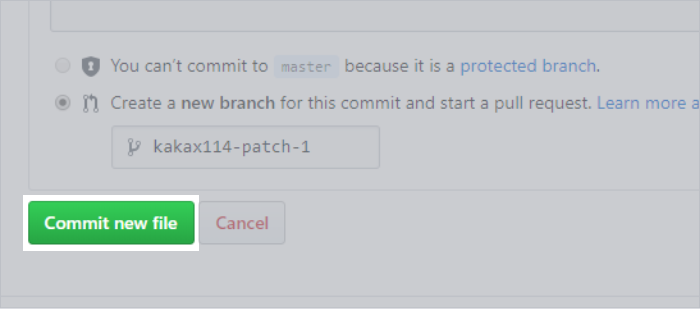 You can't commit to master because it is a protected branch.
Create a new branch for this commit and start a pull request. Learn more a
kakax114-patch-1
Commit new file
Cancel